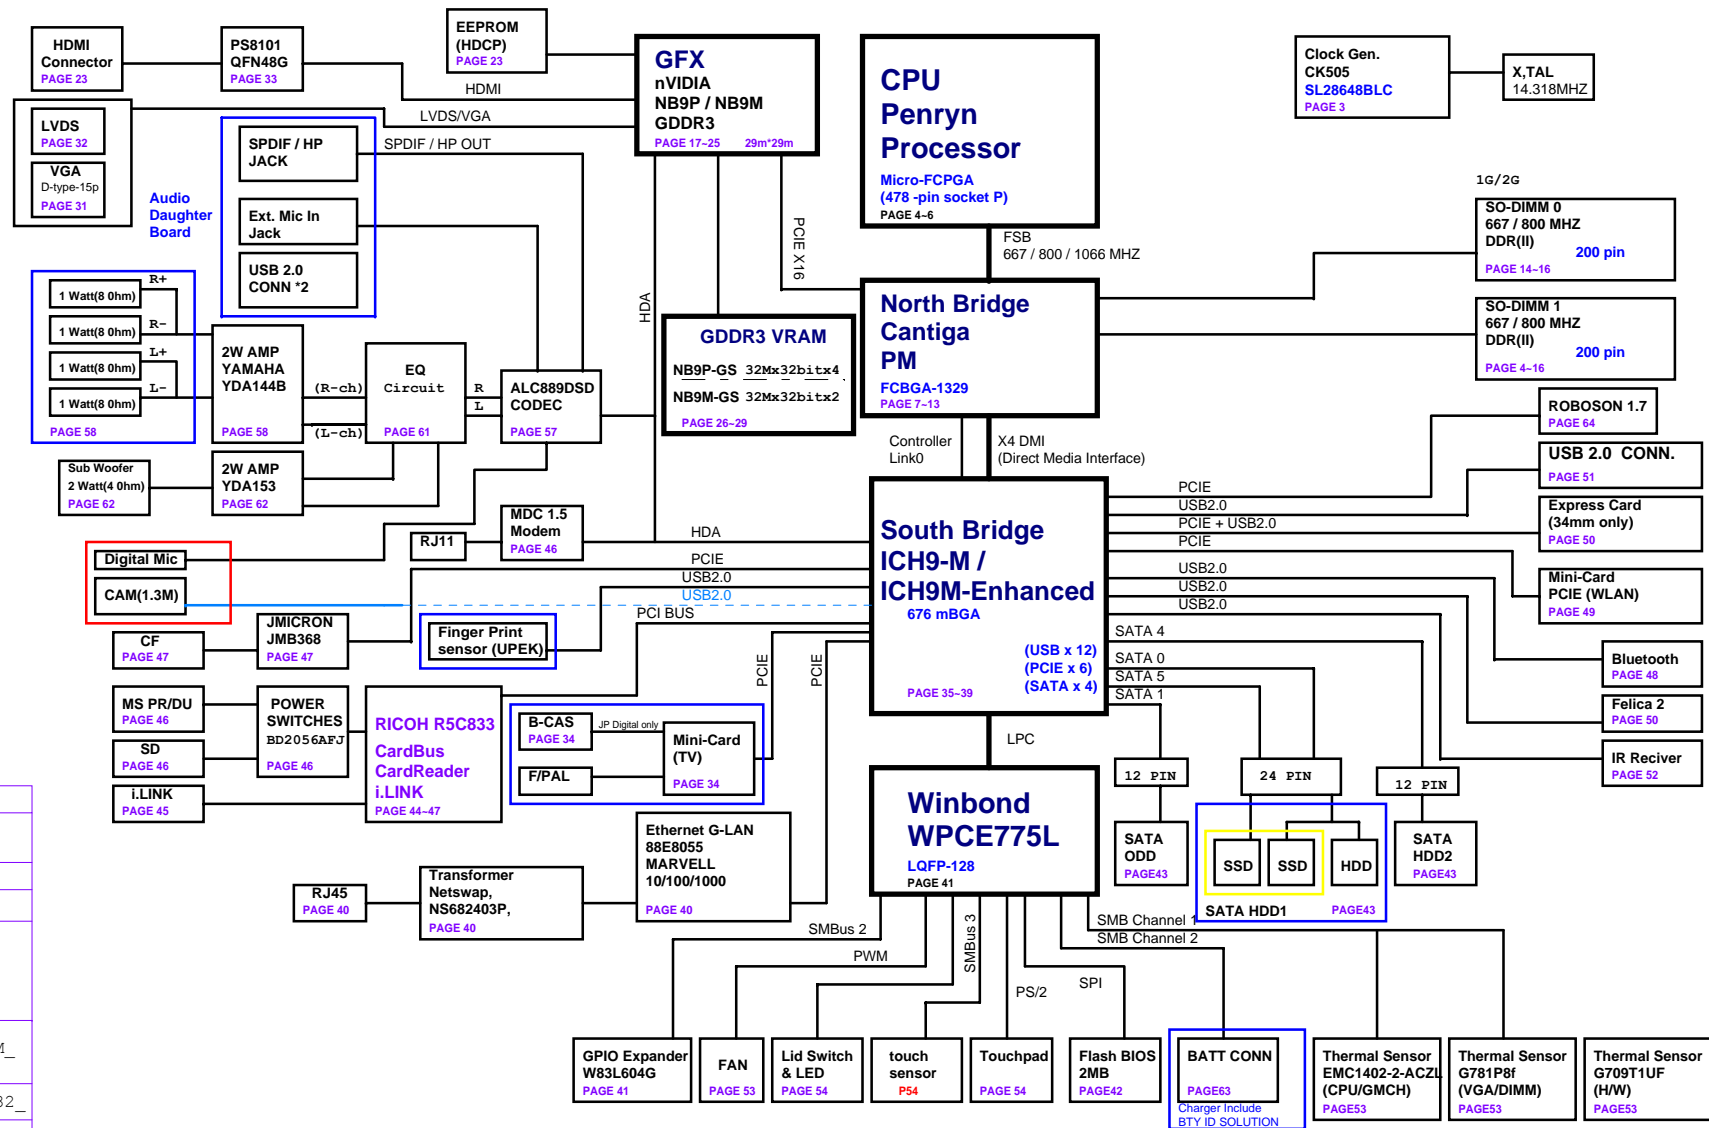 HDMI
Connector
PAGE 23
PS8101
QFN48G
PAGE 33
EEPROM
(HDCP)
PAGE 23
HDMI
LVDS/VGA
LVDS
PAGE 32
VGA
D-type-15p
PAGE 31
Audio
Daughter
Board
SPDIF / HP
JACK
SPDIF / HP OUT
Ext. Mic In
Jack
USB 2.0
CONN *2
GFX
nVIDIA
NB9P / NB9M
GDDR3
PAGE 17~25 29m*29m
CPU
Penryn
Processor
Micro-FCPGA
(478 -pin socket P)
PAGE 4~6
Clock Gen.
CK505
SL28648BLC
PAGE 3
X,TAL
14.318MHZ
PCIE X16
HDA
FSB
667 / 800 / 1066 MHZ
1G/2G
SO-DIMM 0
667 / 800 MHZ
DDR(II)
200 pin
PAGE 14~16
SO-DIMM 1
667 / 800 MHZ
DDR(II)
200 pin
PAGE 4~16
North Bridge
Cantiga
PM
FCBGA-1329
PAGE 7~13
GDDR3 VRAM
NB9P-GS 32Mx32bitx4
NB9M-GS 32Mx32bitx2
PAGE 26~29
1 Watt(8 Ohm)
R+
1 Watt(8 Ohm)
R-
1 Watt(8 Ohm)
L+
1 Watt(8 Ohm)
L-
PAGE 58
2W AMP
YAMAHA
YDA144B
PAGE 58
(R-ch)
(L-ch)
EQ
Circuit
PAGE 61
R
L
ALC889DSD
CODEC
PAGE 57
Sub Woofer
2 Watt(4 Ohm)
PAGE 62
2W AMP
YDA153
PAGE 62
Controller
Link0
X4 DMI
(Direct Media Interface)
ROBOSON 1.7
PAGE 64
USB 2.0 CONN.
PAGE 51
Express Card
(34mm only)
PAGE 50
Mini-Card
PCIE (WLAN)
PAGE 49
Bluetooth
PAGE 48
Felica 2
PAGE 50
IR Reciver
PAGE 52
PCIE
USB2.0
PCIE + USB2.0
PCIE
USB2.0
USB2.0
USB2.0
SATA 4
SATA 0
SATA 5
SATA 1
South Bridge
ICH9-M /
ICH9M-Enhanced
676 mBGA
(USB x 12)
(PCIE x 6)
(SATA x 4)
PAGE 35~39
RJ11
MDC 1.5
Modem
PAGE 46
HDA
PCIE
USB2.0
USB2.0
PCI BUS
PCIE
PCIE
Digital Mic
CAM(1.3M)
CF
PAGE 47
JMICRON
JMB368
PAGE 47
Finger Print
sensor (UPEK)
MS PR/DU
PAGE 46
SD
PAGE 46
i.LINK
PAGE 45
POWER
SWITCHES
BD2056AFJ
PAGE 46
RICOH R5C833
CardBus
CardReader
i.LINK
PAGE 44~47
B-CAS
PAGE 34
JP Digital only
F/PAL
Mini-Card
(TV)
PAGE 34
LPC
Winbond
WPCE775L
LQFP-128
PAGE 41
12 PIN
24 PIN
12 PIN
SATA
ODD
PAGE43
SSD
SSD
HDD
SATA HDD1 PAGE43
SATA
HDD2
PAGE43
RJ45
PAGE 40
Transformer
Netswap,
NS682403P,
PAGE 40
Ethernet G-LAN
88E8055
MARVELL
10/100/1000
PAGE 40
SMBus 2
PWM
SMBus 3
PS/2
SPI
SMB Channel 1
SMB Channel 2
GPIO Expander
W83L604G
PAGE 41
FAN
PAGE 53
Lid Switch
& LED
PAGE 54
touch
sensor
P54
Touchpad
PAGE 54
Flash BIOS
2MB
PAGE42
BATT CONN
PAGE63
Charger Include
BTY ID SOLUTION
Thermal Sensor
EMC1402-2-ACZL
(CPU/GMCH)
PAGE53
Thermal Sensor
G781P8f
(VGA/DIMM)
PAGE53
Thermal Sensor
G709T1UF
(H/W)
PAGE53